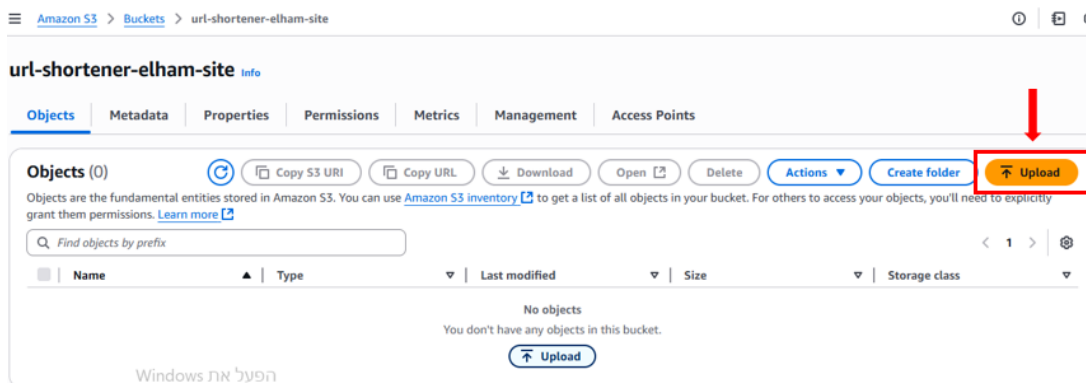 Amazon S3 > Buckets > url-shortener-elham-site
url-shortener-elham-site Info
Objects Metadata Properties Permissions Metrics Management Access Points
Objects (0) Copy S3 URI Copy URL Download Open Delete Actions Create folder Upload
Objects are the fundamental entities stored in Amazon S3. You can use Amazon S3 inventory to get a list of all objects in your bucket. For others to access your objects, you'll need to explicitly
grant them permissions. Learn more
Find objects by prefix 1
Name Type Last modified Size Storage class
No objects
You don't have any objects in this bucket.
Upload
הפעל את Windows